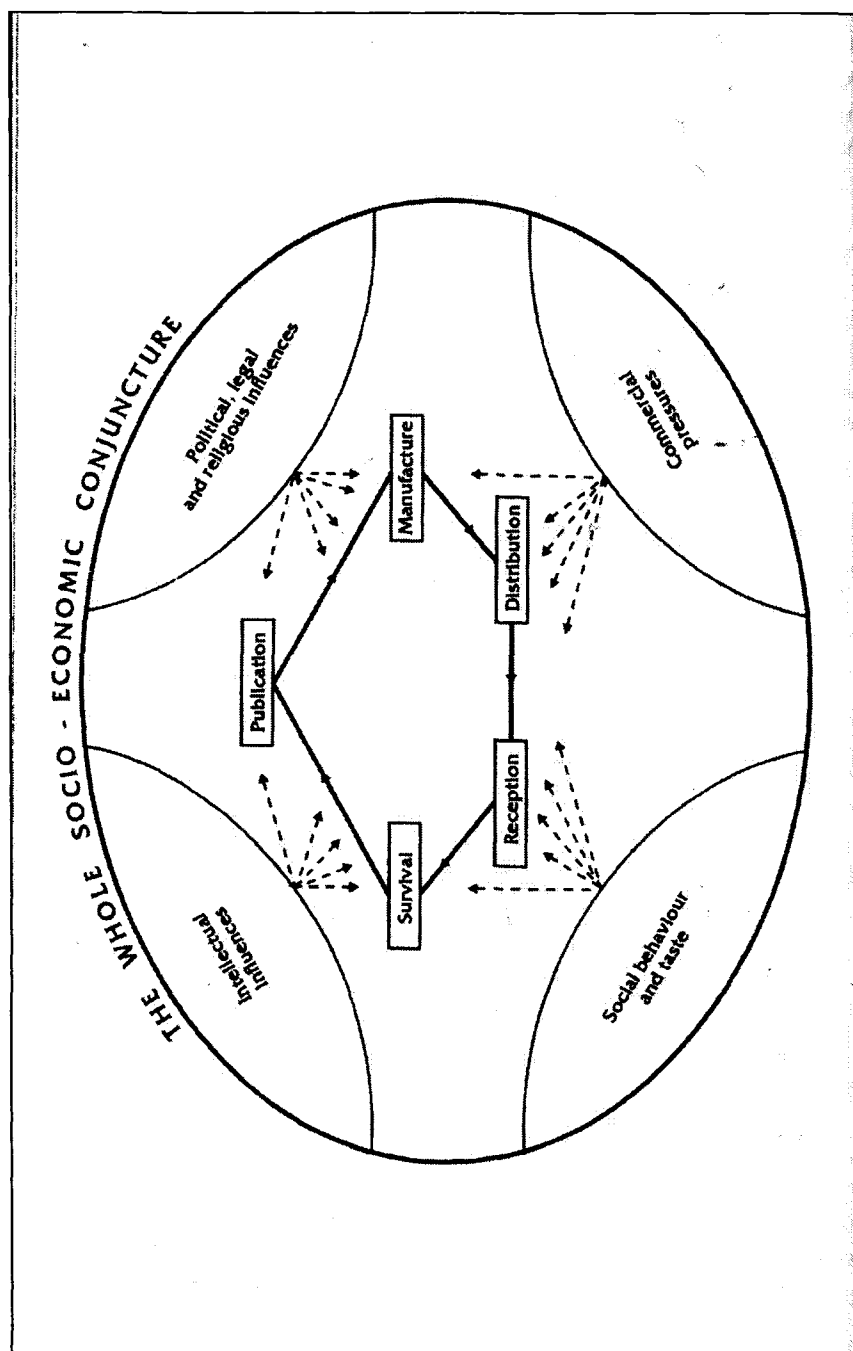 THE WHOLE SOCIO - ECONOMIC CONJUNCTURE
Intellectual
influences
Political, legal
and religious influences
Publication
Survival
Manufacture
Reception
Distribution
Social behaviour
and taste
Commercial
pressures